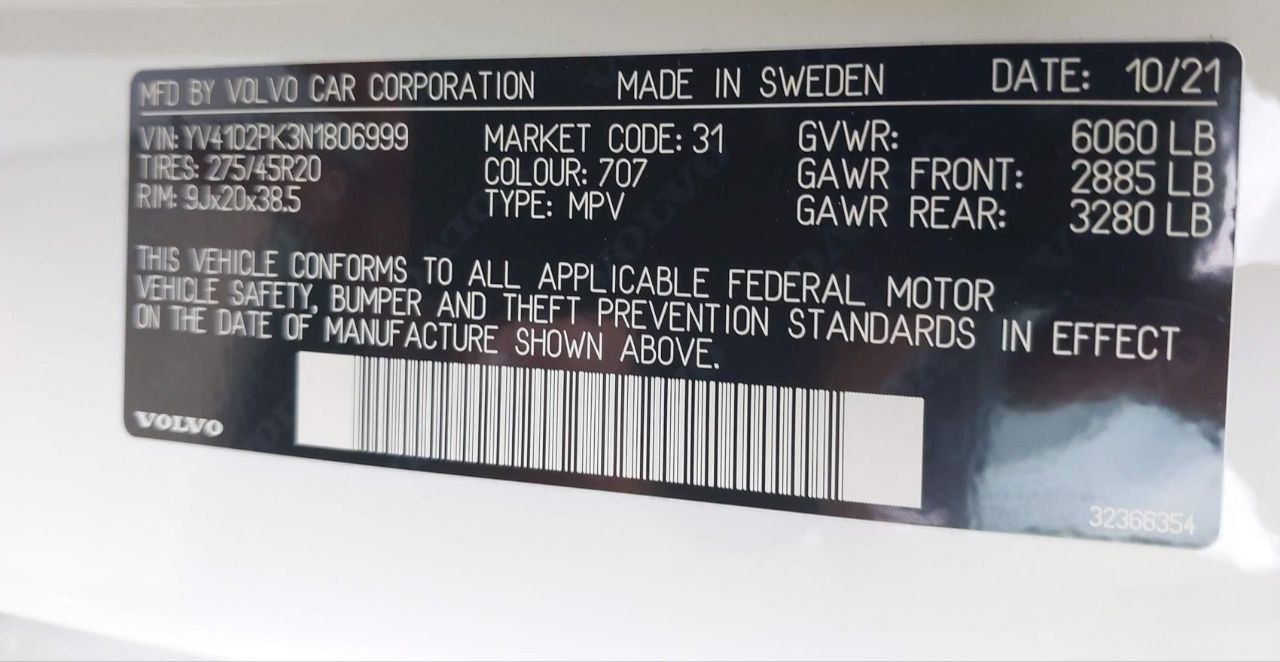 MFD BY VOLVO CAR CORPORATION MADE IN SWEDEN DATE: 10/21
VIN: YV4102PK3N1806999 MARKET CODE: 31 GVWR: 6060 LB
TIRES: 275/45R20 COLOUR: 707 GAWR FRONT: 2885 LB
RIM: 9Jx20x38.5 TYPE: MPV GAWR REAR: 3280 LB
THIS VEHICLE CONFORMS TO ALL APPLICABLE FEDERAL MOTOR
VEHICLE SAFETY, BUMPER AND THEFT PREVENTION STANDARDS IN EFFECT
ON THE DATE OF MANUFACTURE SHOWN ABOVE.
VOLVO
32366354